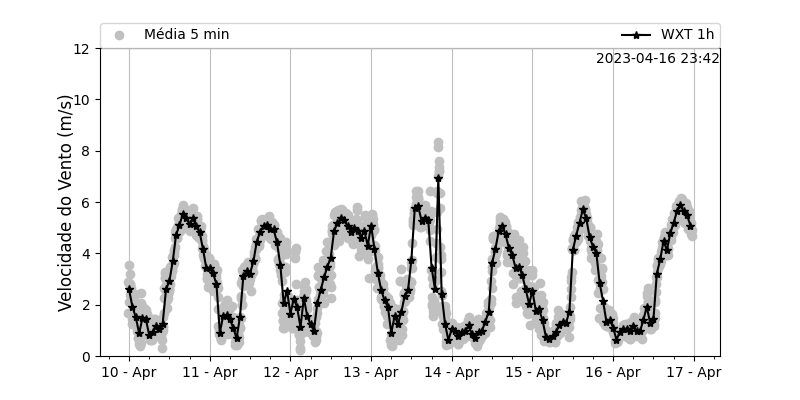 Média 5 min
WXT 1h
2023-04-16 23:42
Velocidade do Vento (m/s)
12
10
8
6
4
2
0
10 - Apr
11 - Apr
12 - Apr
13 - Apr
14 - Apr
15 - Apr
16 - Apr
17 - Apr